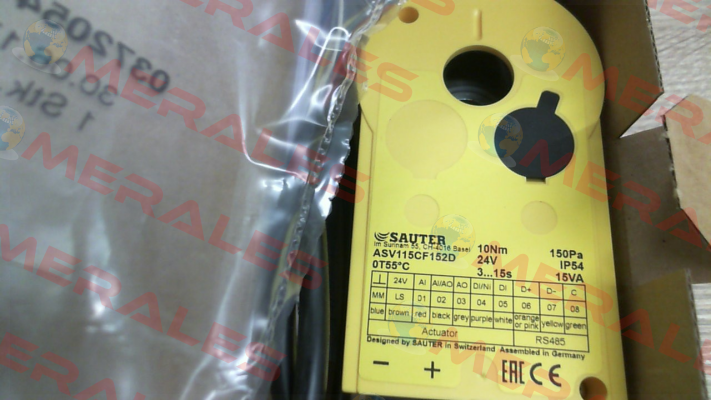 0372054
30.06.1
1 Stk
MERALES
SAUTER
Im Surinam 55, CH-4016 Basel
ASV115CF152D 10Nm 150Pa
24V IP54
0T55°C 3...15s 15VA
⊥ 24V AI AI/AO AO DI/NI DI D+ D- C
MM LS 01 02 03 04 05 06 07 08
blue brown red black grey purple white orange or pink yellow green
Actuator RS485
Designed by SAUTER in Switzerland Assembled in Germany
− +
EAC CE